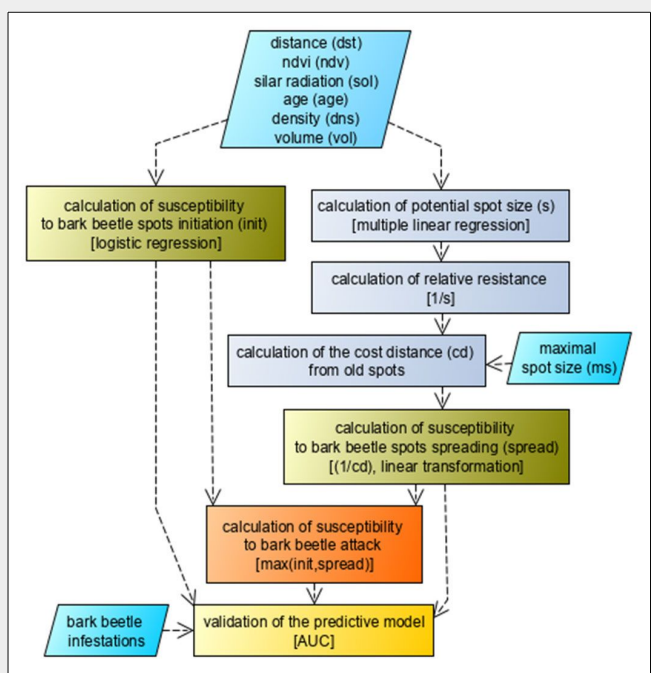 distance (dst)
ndvi (ndv)
silar radiation (sol)
age (age)
density (dns)
volume (vol)
calculation of susceptibility
to bark beetle spots initiation (init)
[logistic regression]
calculation of potential spot size (s)
[multiple linear regression]
calculation of relative resistance
[1/s]
calculation of the cost distance (cd)
from old spots
maximal
spot size (ms)
calculation of susceptibility
to bark beetle spots spreading (spread)
[(1/cd), linear transformation]
calculation of susceptibility
to bark beetle attack
[max(init,spread)]
bark beetle
infestations
validation of the predictive model
[AUC]